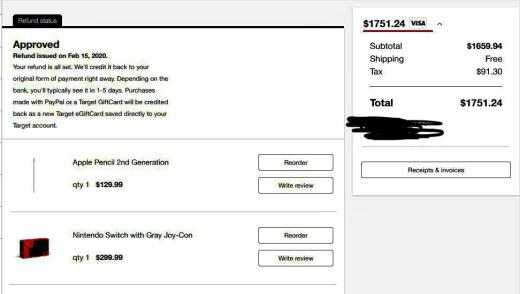 Refund status
Approved
Refund issued on Feb 15, 2020.
Your refund is all set. We'll credit it back to your
original form of payment right away. Depending on the
bank, you'll typically see it in 1-5 days. Purchases
made with PayPal or a Target GiftCard will be credited
back as a new Target eGiftCard saved directly to your
Target account.
Apple Pencil 2nd Generation
Reorder
qty 1 $129.99
Write review
Nintendo Switch with Gray Joy-Con
Reorder
qty 1 $299.99
Write review
$1751.24 VISA
Subtotal $1659.94
Shipping Free
Tax $91.30
Total $1751.24
Receipts & invoices